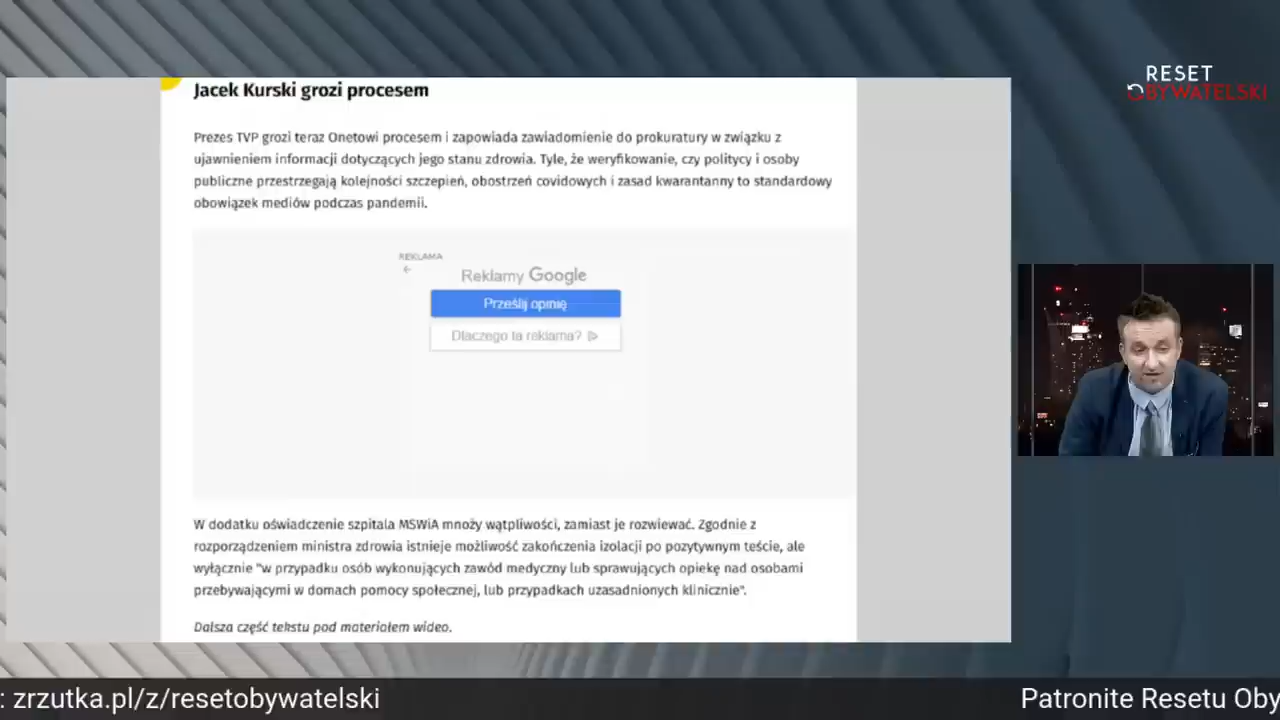 Jacek Kurski grozi procesem
Prezes TVP grozi teraz Onetowi procesem i zapowiada zawiadomienie do prokuratury w związku z
ujawnieniem informacji dotyczących jego stanu zdrowia. Tyle, że weryfikowanie, czy politycy i osoby
publiczne przestrzegają kolejności szczepień, obostrzeń covidowych i zasad kwarantanny to standardowy
obowiązek mediów podczas pandemii.
REKLAMA
Reklamy Google
Prześlij opinię
Dlaczego ta reklama?
W dodatku oświadczenie szpitala MSWiA mnoży wątpliwości, zamiast je rozwiewać. Zgodnie z
rozporządzeniem ministra zdrowia istnieje możliwość zakończenia izolacji po pozytywnym teście, ale
wyłącznie "w przypadku osób wykonujących zawód medyczny lub sprawujących opiekę nad osobami
przebywającymi w domach pomocy społecznej, lub przypadkach uzasadnionych klinicznie".
Dalsza część tekstu pod materiałem wideo.
RESET
OBYWATELSKI
: zrzutka.pl/z/resetobywatelski
Patronite Resetu Oby